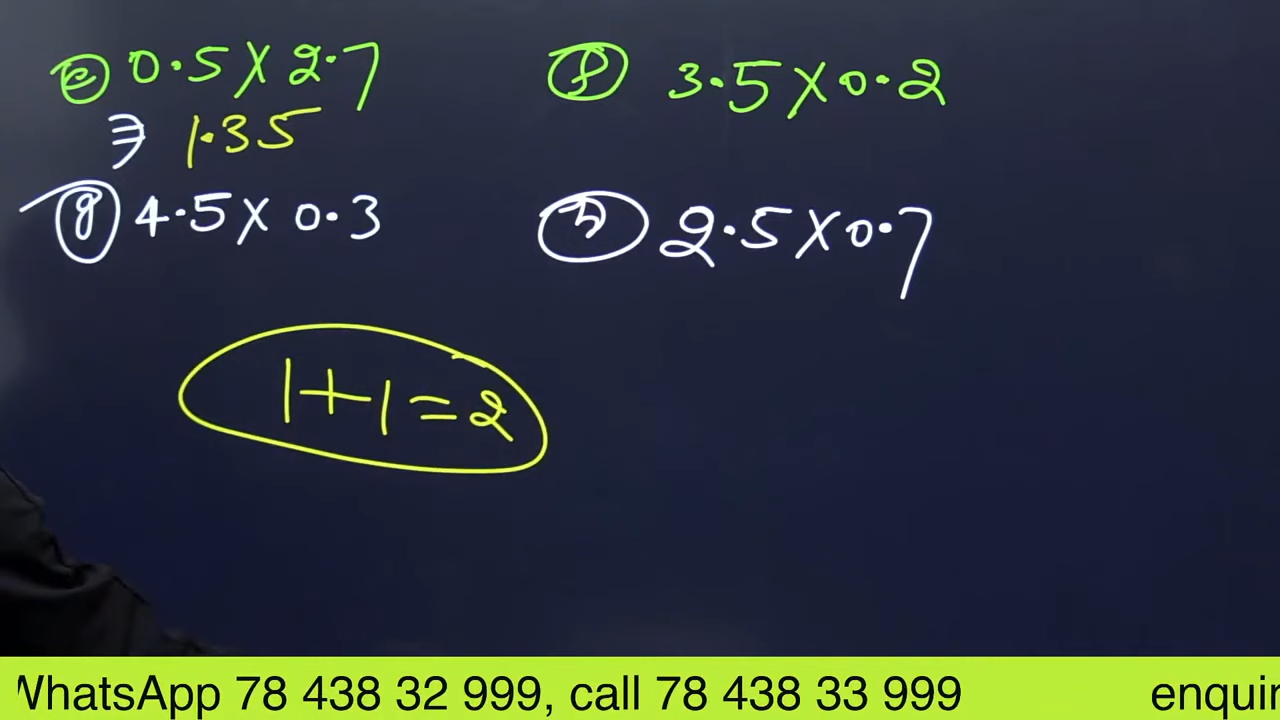 (e) 0.5 X 2.7
⇒ 1.35
(f) 3.5 X 0.2
(g) 4.5 X 0.3
(h) 2.5 X 0.7
1 + 1 = 2
WhatsApp 78 438 32 999, call 78 438 33 999 enquir